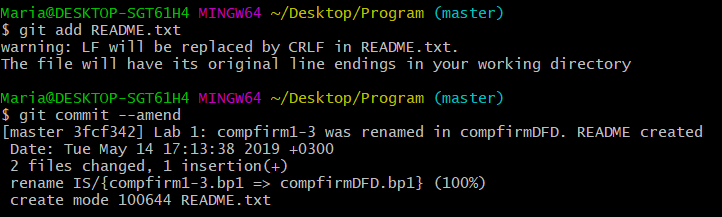 Maria@DESKTOP-SGT61H4 MINGW64 ~/Desktop/Program (master)
$ git add README.txt
warning: LF will be replaced by CRLF in README.txt.
The file will have its original line endings in your working directory
Maria@DESKTOP-SGT61H4 MINGW64 ~/Desktop/Program (master)
$ git commit --amend
[master 3fcf342] Lab 1: compfirm1-3 was renamed in compfirmDFD. README created
 Date: Tue May 14 17:13:38 2019 +0300
 2 files changed, 1 insertion(+)
 rename IS/{compfirm1-3.bp1 => compfirmDFD.bp1} (100%)
 create mode 100644 README.txt